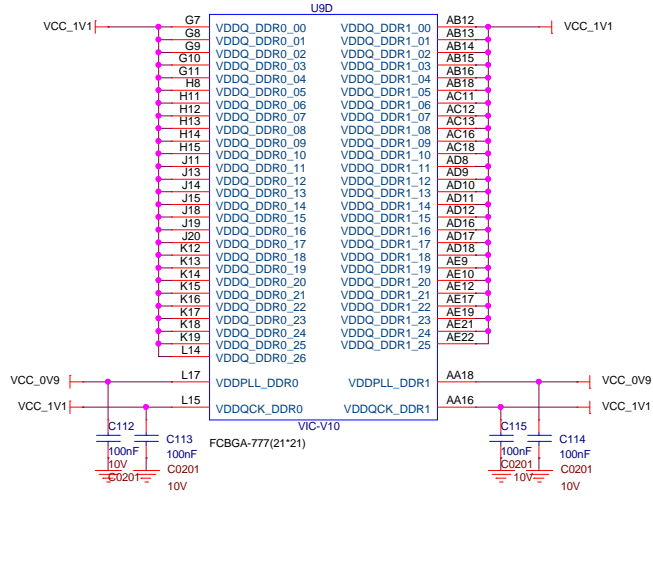 U9D
VCC_1V1 G7 VDDQ_DDR0_00 VDDQ_DDR1_00 AB12 VCC_1V1
G8 VDDQ_DDR0_01 VDDQ_DDR1_01 AB13
G9 VDDQ_DDR0_02 VDDQ_DDR1_02 AB14
G10 VDDQ_DDR0_03 VDDQ_DDR1_03 AB15
G11 VDDQ_DDR0_04 VDDQ_DDR1_04 AB16
H8 VDDQ_DDR0_05 VDDQ_DDR1_05 AB18
H11 VDDQ_DDR0_06 VDDQ_DDR1_06 AC11
H12 VDDQ_DDR0_07 VDDQ_DDR1_07 AC12
H13 VDDQ_DDR0_08 VDDQ_DDR1_08 AC13
H14 VDDQ_DDR0_09 VDDQ_DDR1_09 AC16
H15 VDDQ_DDR0_10 VDDQ_DDR1_10 AC18
J11 VDDQ_DDR0_11 VDDQ_DDR1_11 AD8
J13 VDDQ_DDR0_12 VDDQ_DDR1_12 AD9
J14 VDDQ_DDR0_13 VDDQ_DDR1_13 AD10
J15 VDDQ_DDR0_14 VDDQ_DDR1_14 AD11
J18 VDDQ_DDR0_15 VDDQ_DDR1_15 AD12
J19 VDDQ_DDR0_16 VDDQ_DDR1_16 AD16
J20 VDDQ_DDR0_17 VDDQ_DDR1_17 AD17
K12 VDDQ_DDR0_18 VDDQ_DDR1_18 AD18
K13 VDDQ_DDR0_19 VDDQ_DDR1_19 AE9
K14 VDDQ_DDR0_20 VDDQ_DDR1_20 AE10
K15 VDDQ_DDR0_21 VDDQ_DDR1_21 AE12
K16 VDDQ_DDR0_22 VDDQ_DDR1_22 AE17
K17 VDDQ_DDR0_23 VDDQ_DDR1_23 AE19
K18 VDDQ_DDR0_24 VDDQ_DDR1_24 AE21
K19 VDDQ_DDR0_25 VDDQ_DDR1_25 AE22
L14 VDDQ_DDR0_26
VCC_0V9 L17 VDDPLL_DDR0 VDDPLL_DDR1 AA18 VCC_0V9
VCC_1V1 L15 VDDQCK_DDR0 VDDQCK_DDR1 AA16 VCC_1V1
VIC-V10
FCBGA-777(21*21)
C112
100nF
10V
C0201
C113
100nF
C0201
10V
C115
100nF
C0201
10V
C114
100nF
C0201
10V